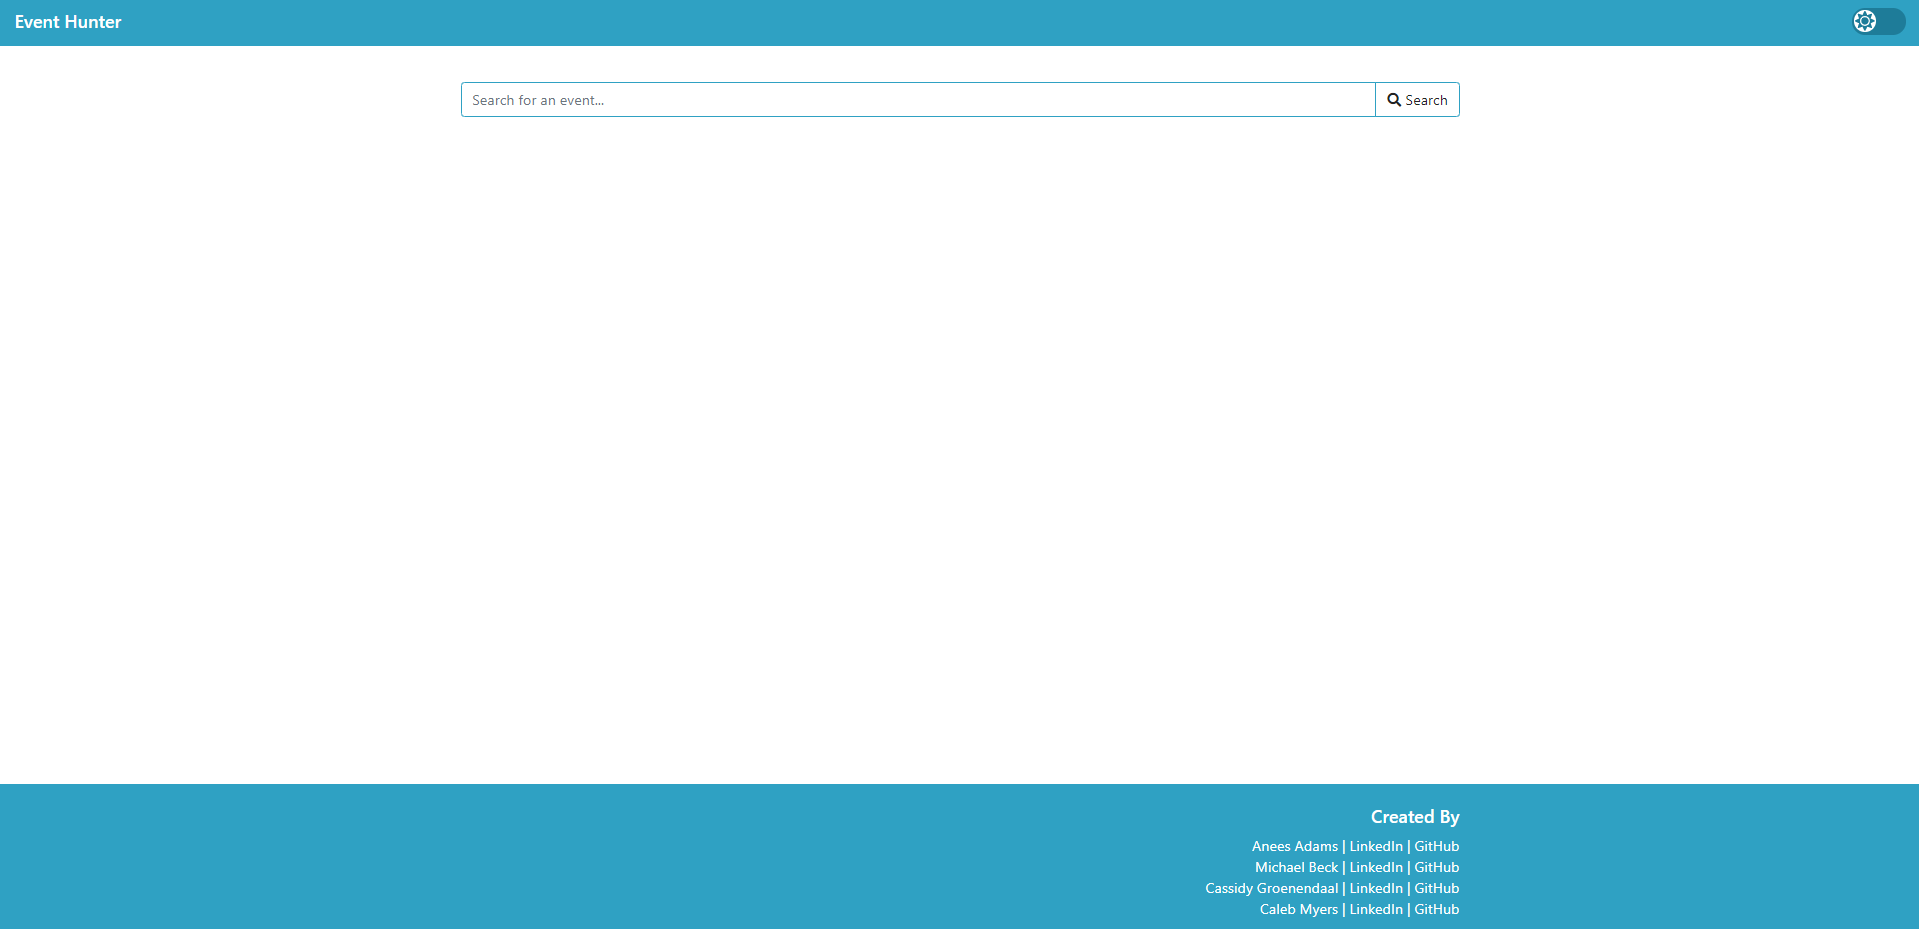 Event Hunter
Search for an event...
Search
Created By
Anees Adams | LinkedIn | GitHub
Michael Beck | LinkedIn | GitHub
Cassidy Groenendaal | LinkedIn | GitHub
Caleb Myers | LinkedIn | GitHub